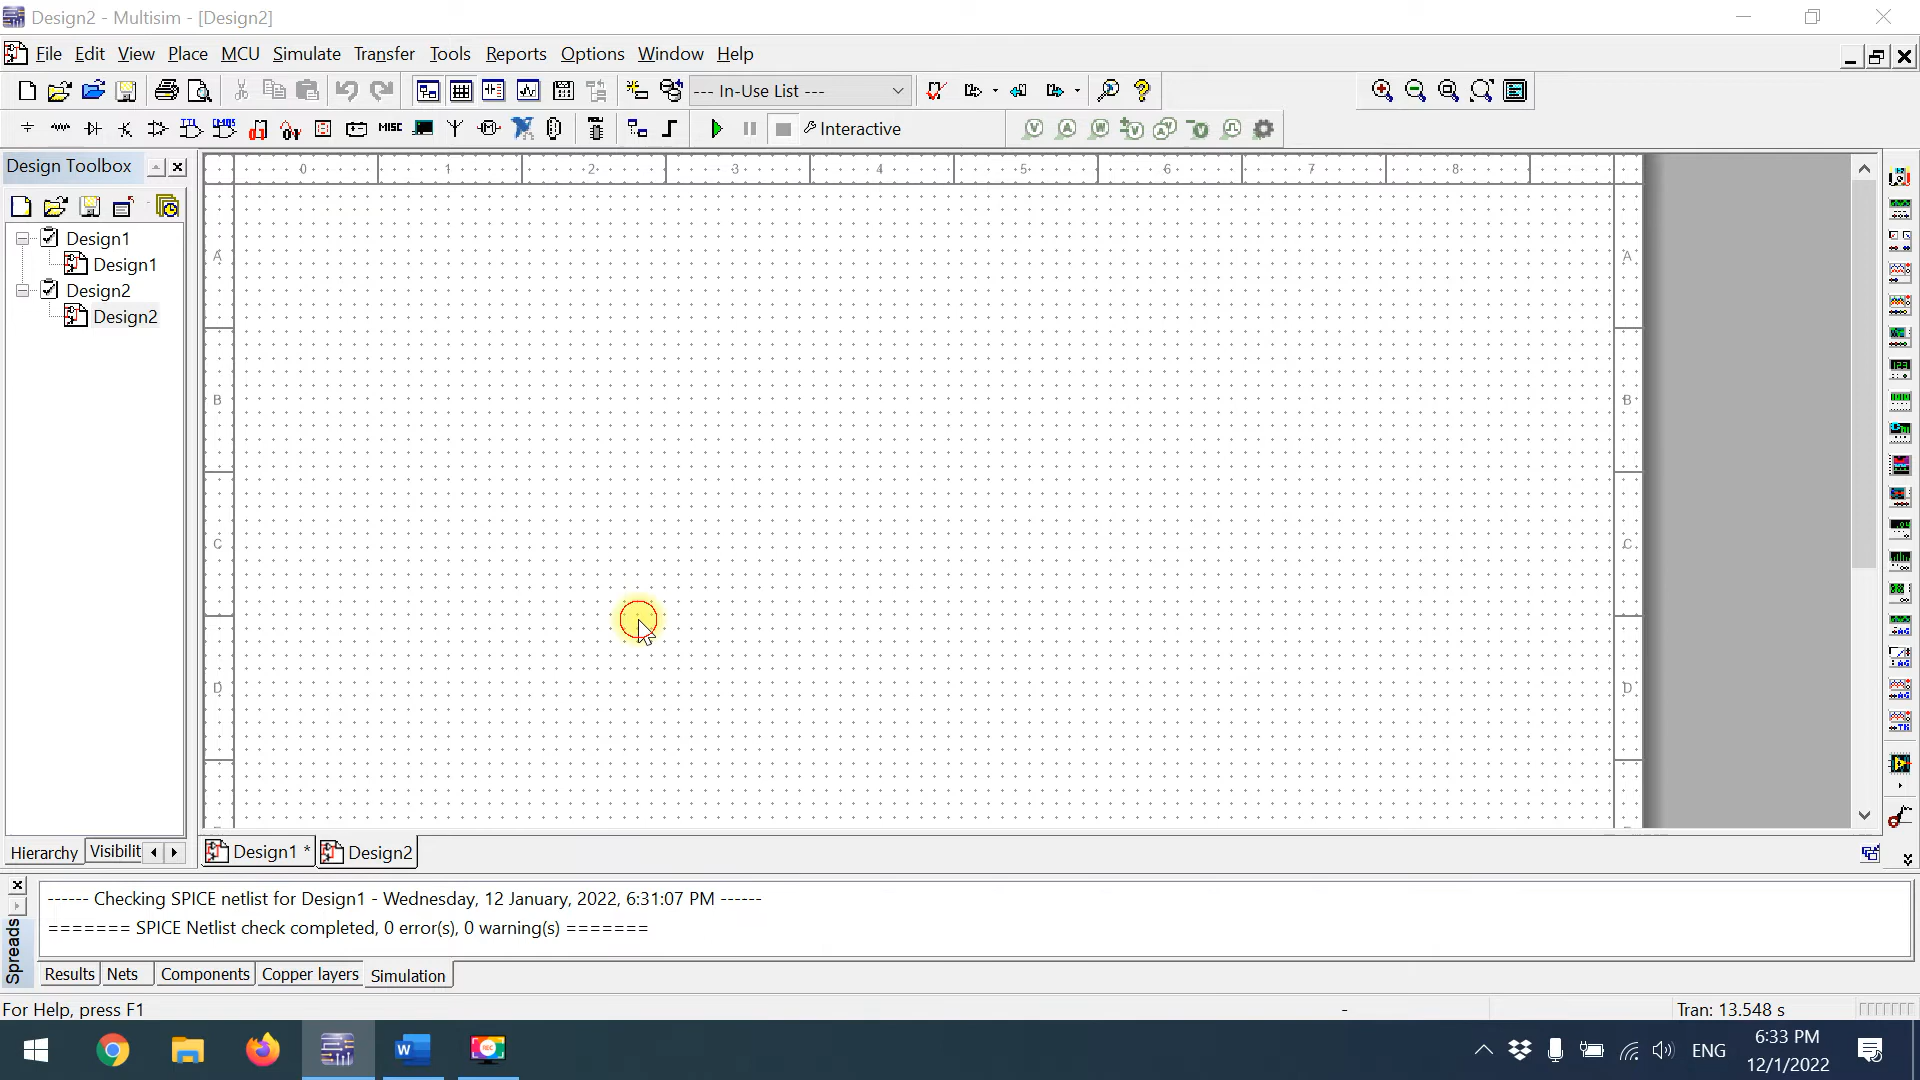 Design2 - Multisim - [Design2]
File Edit View Place MCU Simulate Transfer Tools Reports Options Window Help
--- In-Use List ---
MISC
Interactive
Design Toolbox
0 1 2 3 4 5 6 7 8
Design1
Design1
Design2
Design2
A A
B B
C C
D D
Hierarchy Visibilit
Design1 * Design2
------ Checking SPICE netlist for Design1 - Wednesday, 12 January, 2022, 6:31:07 PM ------
======= SPICE Netlist check completed, 0 error(s), 0 warning(s) =======
Spreads
Results Nets Components Copper layers Simulation
For Help, press F1
-
Tran: 13.548 s
ENG
6:33 PM
12/1/2022